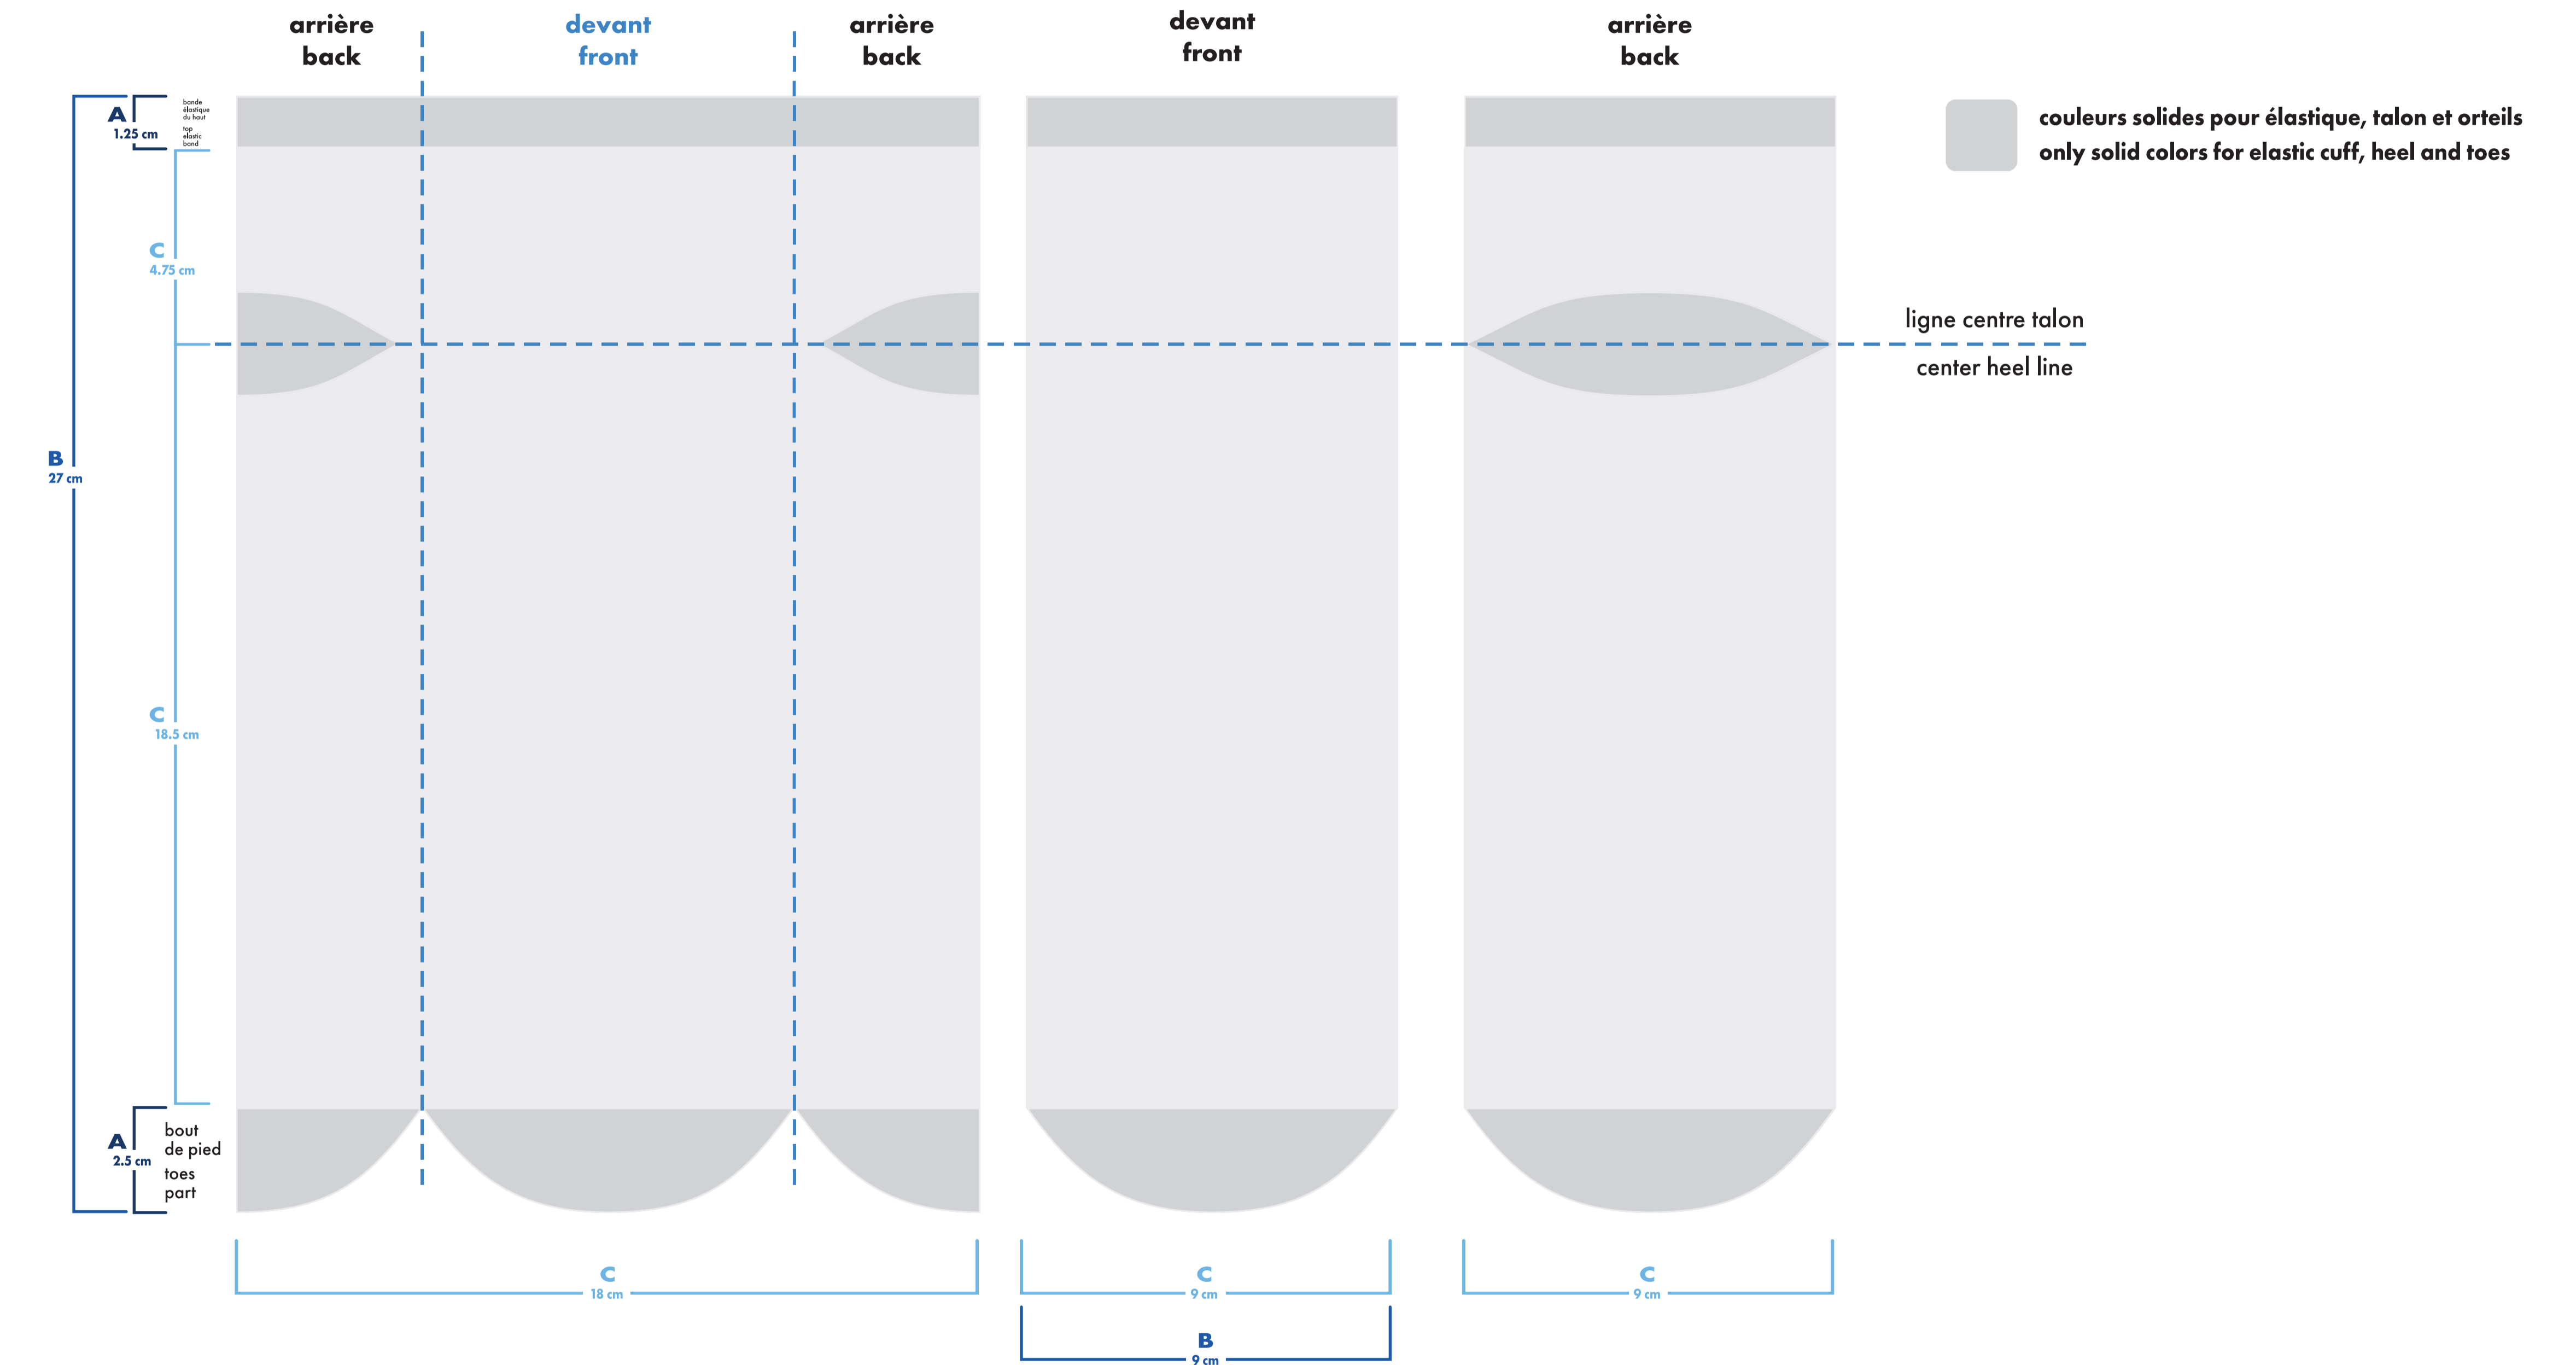 arrière
back
devant
front
arrière
back
devant
front
arrière
back
A
1.25 cm
bande
élastique
du haut
top
elastic
band
couleurs solides pour élastique, talon et orteils
only solid colors for elastic cuff, heel and toes
C
4.75 cm
ligne centre talon
center heel line
B
27 cm
C
18.5 cm
A
2.5 cm
bout
de pied
toes
part
C
18 cm
C
9 cm
C
9 cm
B
9 cm